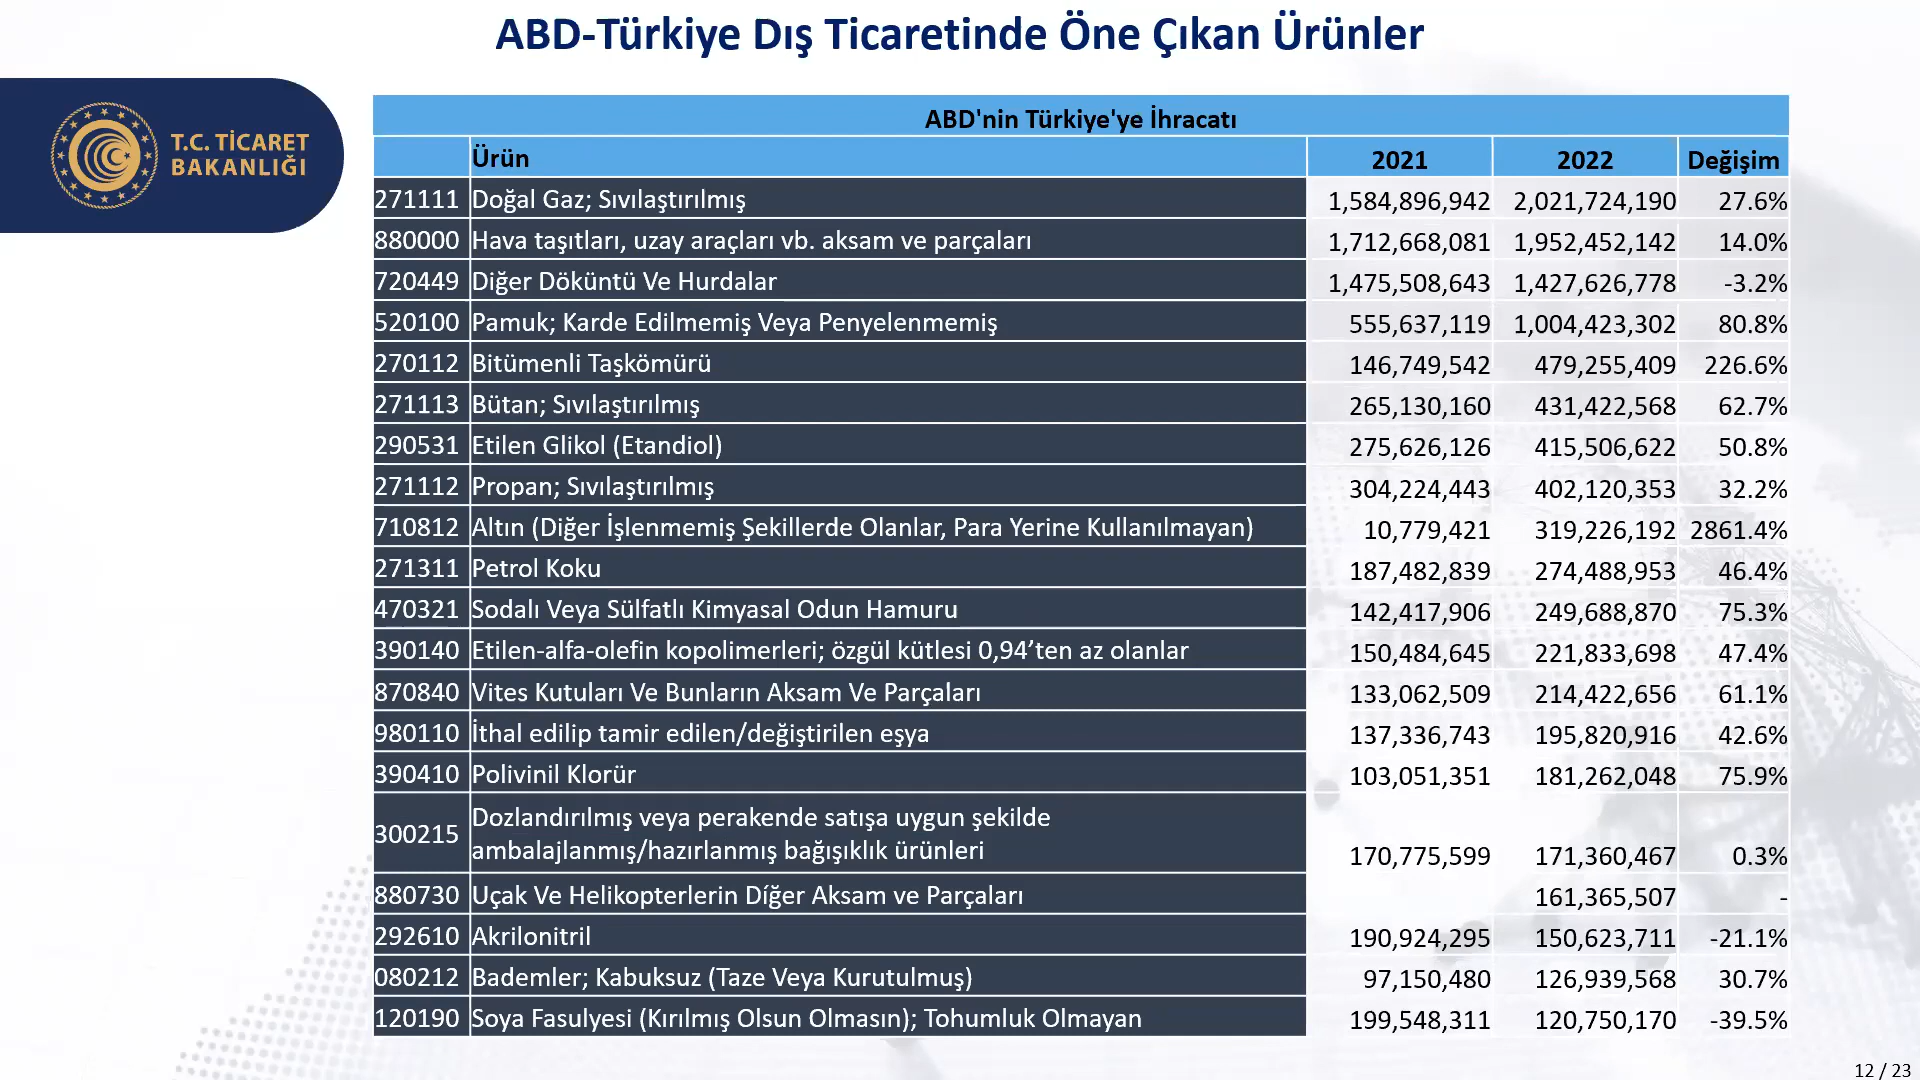 ABD-Türkiye Dış Ticaretinde Öne Çıkan Ürünler
T.C. TİCARET
BAKANLIĞI
ABD'nin Türkiye'ye İhracatı
Ürün 2021 2022 Değişim
271111 Doğal Gaz; Sıvılaştırılmış 1,584,896,942 2,021,724,190 27.6%
880000 Hava taşıtları, uzay araçları vb. aksam ve parçaları 1,712,668,081 1,952,452,142 14.0%
720449 Diğer Döküntü Ve Hurdalar 1,475,508,643 1,427,626,778 -3.2%
520100 Pamuk; Karde Edilmemiş Veya Penyelenmemiş 555,637,119 1,004,423,302 80.8%
270112 Bitümenli Taşkömürü 146,749,542 479,255,409 226.6%
271113 Bütan; Sıvılaştırılmış 265,130,160 431,422,568 62.7%
290531 Etilen Glikol (Etandiol) 275,626,126 415,506,622 50.8%
271112 Propan; Sıvılaştırılmış 304,224,443 402,120,353 32.2%
710812 Altın (Diğer İşlenmemiş Şekillerde Olanlar, Para Yerine Kullanılmayan) 10,779,421 319,226,192 2861.4%
271311 Petrol Koku 187,482,839 274,488,953 46.4%
470321 Sodalı Veya Sülfatlı Kimyasal Odun Hamuru 142,417,906 249,688,870 75.3%
390140 Etilen-alfa-olefin kopolimerleri; özgül kütlesi 0,94’ten az olanlar 150,484,645 221,833,698 47.4%
870840 Vites Kutuları Ve Bunların Aksam Ve Parçaları 133,062,509 214,422,656 61.1%
980110 İthal edilip tamir edilen/değiştirilen eşya 137,336,743 195,820,916 42.6%
390410 Polivinil Klorür 103,051,351 181,262,048 75.9%
Dozlandırılmış veya perakende satışa uygun şekilde
300215 ambalajlanmış/hazırlanmış bağışıklık ürünleri 170,775,599 171,360,467 0.3%
880730 Uçak Ve Helikopterlerin Díğer Aksam ve Parçaları 161,365,507 -
292610 Akrilonitril 190,924,295 150,623,711 -21.1%
080212 Bademler; Kabuksuz (Taze Veya Kurutulmuş) 97,150,480 126,939,568 30.7%
120190 Soya Fasulyesi (Kırılmış Olsun Olmasın); Tohumluk Olmayan 199,548,311 120,750,170 -39.5%
12 / 23